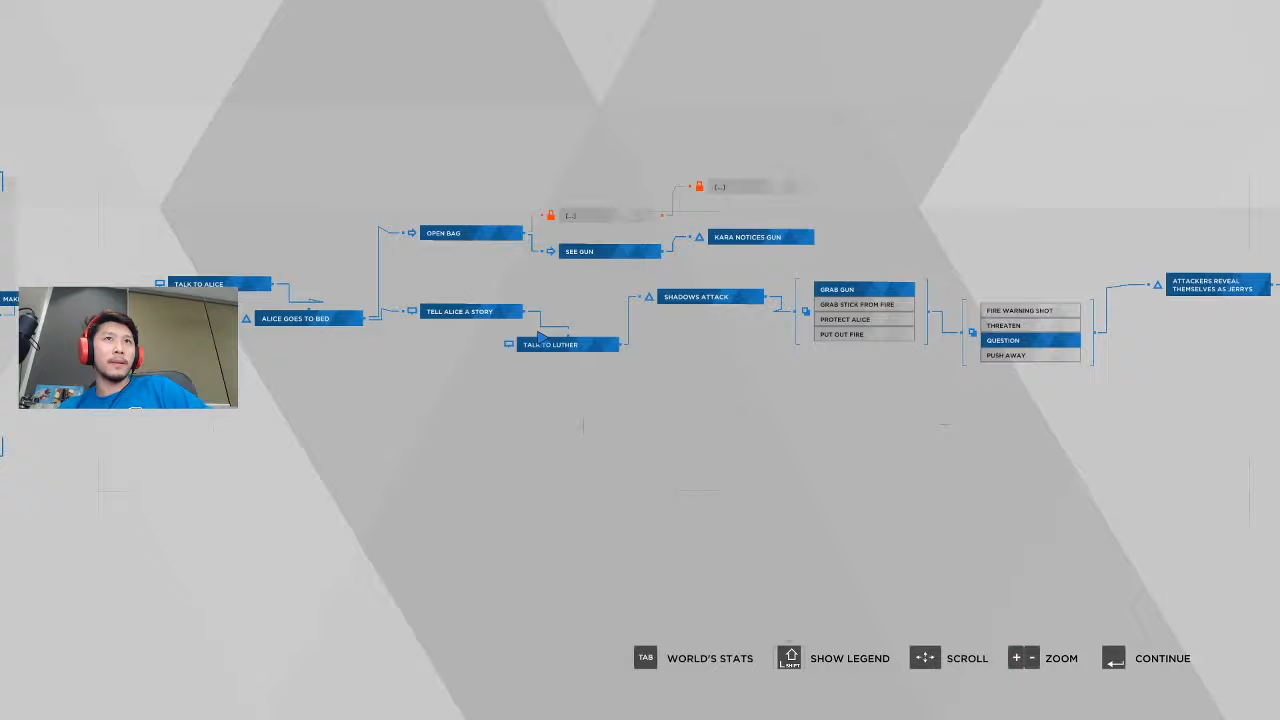 [...]
[...]
OPEN BAG
KARA NOTICES GUN
SEE GUN
TALK TO ALICE
ATTACKERS REVEAL
THEMSELVES AS JERRYS
GRAB GUN
MAK
SHADOWS ATTACK
GRAB STICK FROM FIRE
TELL ALICE A STORY
FIRE WARNING SHOT
ALICE GOES TO BED
PROTECT ALICE
THREATEN
PUT OUT FIRE
QUESTION
TALK TO LUTHER
PUSH AWAY
TAB WORLD'S STATS
L SHIFT SHOW LEGEND
SCROLL
+ - ZOOM
CONTINUE